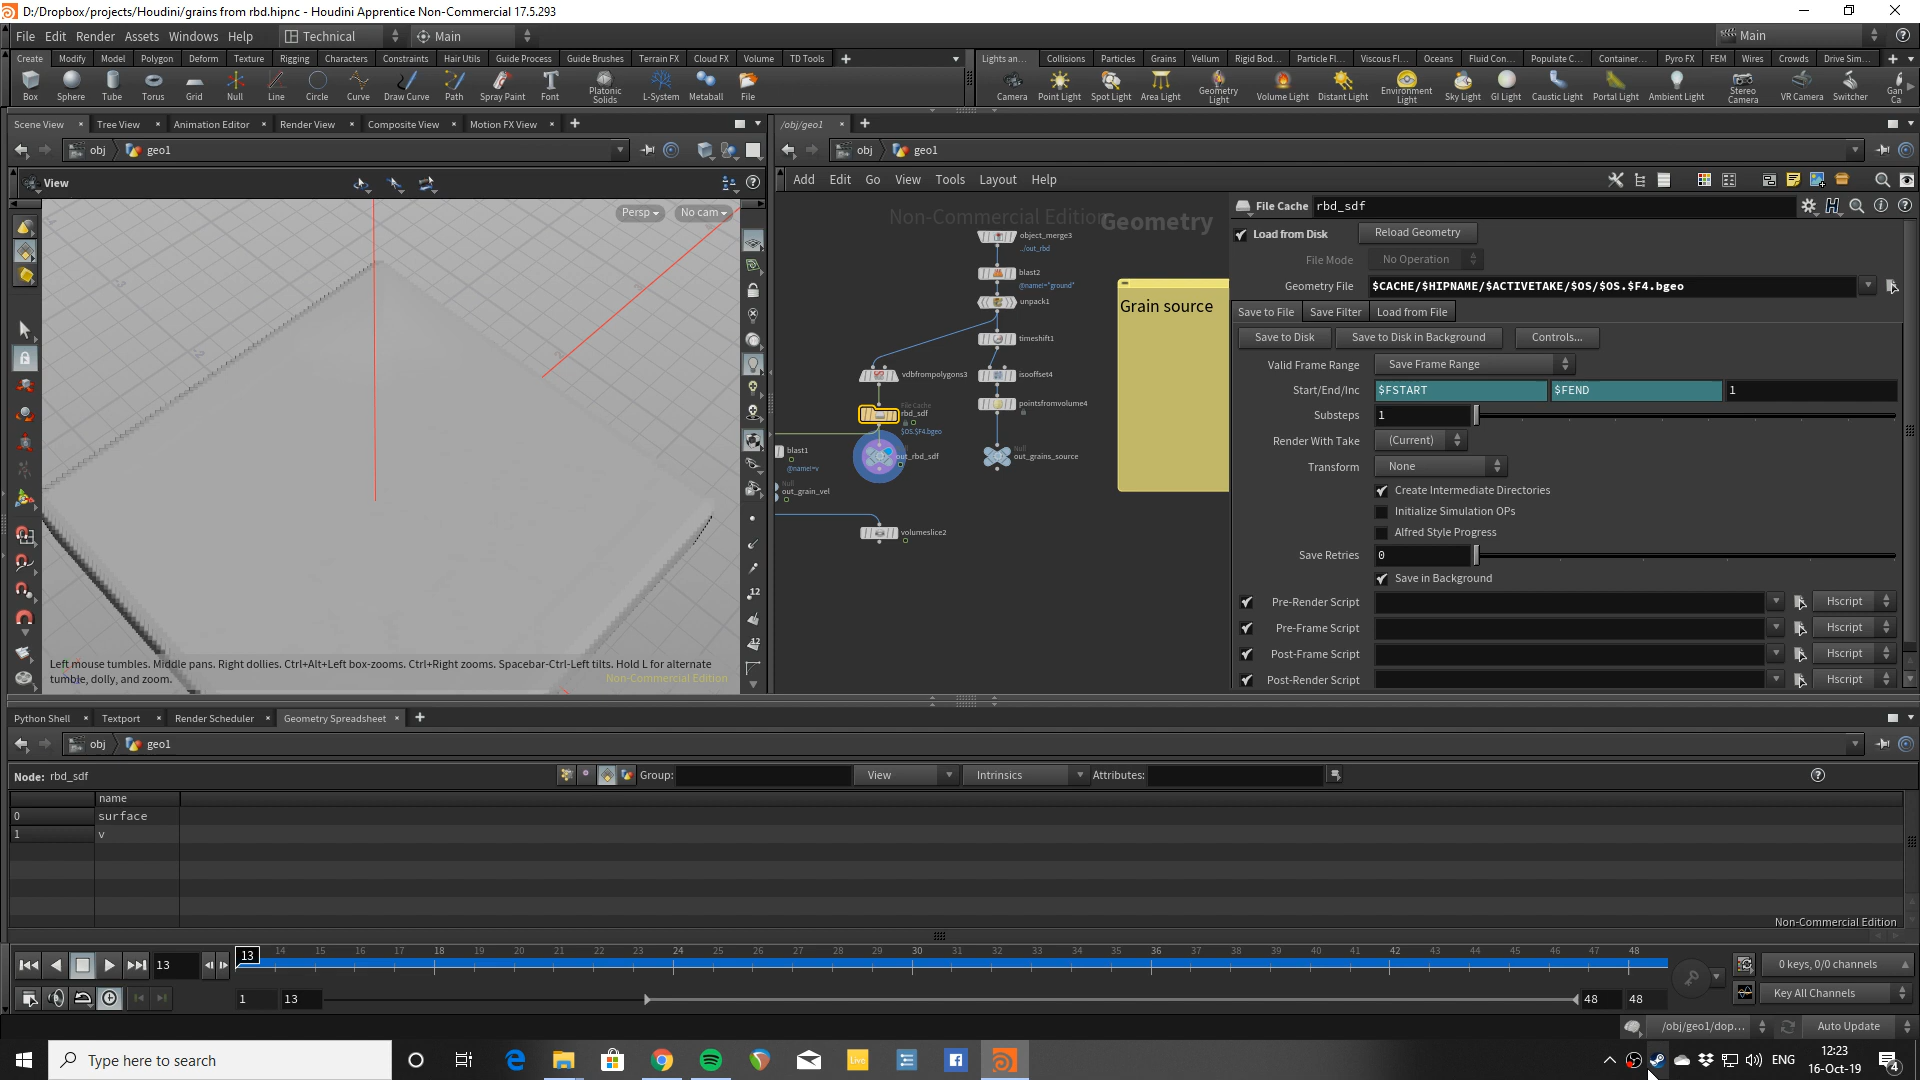 D:/Dropbox/projects/Houdini/grains from rbd.hipnc - Houdini Apprentice Non-Commercial 17.5.293
File Edit Render Assets Windows Help Technical Main Main
Create Modify Model Polygon Deform Texture Rigging Characters Constraints Hair Utils Guide Process Guide Brushes Terrain FX Cloud FX Volume TD Tools
Lights an... Collisions Particles Grains Vellum Rigid Bod... Particle Fl... Viscous Fl... Oceans Fluid Con... Populate C... Container... Pyro FX FEM Wires Crowds Drive Sim...
Box Sphere Tube Torus Grid Null Line Circle Curve Draw Curve Path Spray Paint Font Platonic Solids L-System Metaball File
Camera Point Light Spot Light Area Light Geometry Light Volume Light Distant Light Environment Light Sky Light GI Light Caustic Light Portal Light Ambient Light Stereo Camera VR Camera Switcher Gan Ca
Scene View Tree View Animation Editor Render View Composite View Motion FX View
/obj/geo1
obj geo1
obj geo1
View
Add Edit Go View Tools Layout Help
Persp No cam
Non-Commercial Edition
Geometry
object_merge3
../out_rbd
blast2
@name!="ground"
unpack1
timeshift1
vdbfrompolygons3
isooffset4
File Cache
rbd_sdf
$OS.$F4.bgeo
pointsfromvolume4
blast1
@name!=v
Null
out_rbd_sdf
Null
out_grains_source
Null
out_grain_vel
volumeslice2
Grain source
File Cache rbd_sdf
Load from Disk Reload Geometry
File Mode No Operation
Geometry File $CACHE/$HIPNAME/$ACTIVETAKE/$OS/$OS.$F4.bgeo
Save to File Save Filter Load from File
Save to Disk Save to Disk in Background Controls...
Valid Frame Range Save Frame Range
Start/End/Inc $FSTART $FEND 1
Substeps 1
Render With Take (Current)
Transform None
Create Intermediate Directories
Initialize Simulation OPs
Alfred Style Progress
Save Retries 0
Save in Background
Pre-Render Script Hscript
Pre-Frame Script Hscript
Post-Frame Script Hscript
Post-Render Script Hscript
Left mouse tumbles. Middle pans. Right dollies. Ctrl+Alt+Left box-zooms. Ctrl+Right zooms. Spacebar-Ctrl-Left tilts. Hold L for alternate
tumble, dolly, and zoom.
Non-Commercial Edition
Python Shell Textport Render Scheduler Geometry Spreadsheet
obj geo1
Node: rbd_sdf Group: View Intrinsics Attributes:
name
0 surface
1 v
Non-Commercial Edition
13 13 14 15 16 17 18 19 20 21 22 23 24 25 26 27 28 29 30 31 32 33 34 35 36 37 38 39 40 41 42 43 44 45 46 47 48
0 keys, 0/0 channels
1 13 48 48
Key All Channels
/obj/geo1/dop... Auto Update
Type here to search
Live
ENG
12:23
16-Oct-19
4